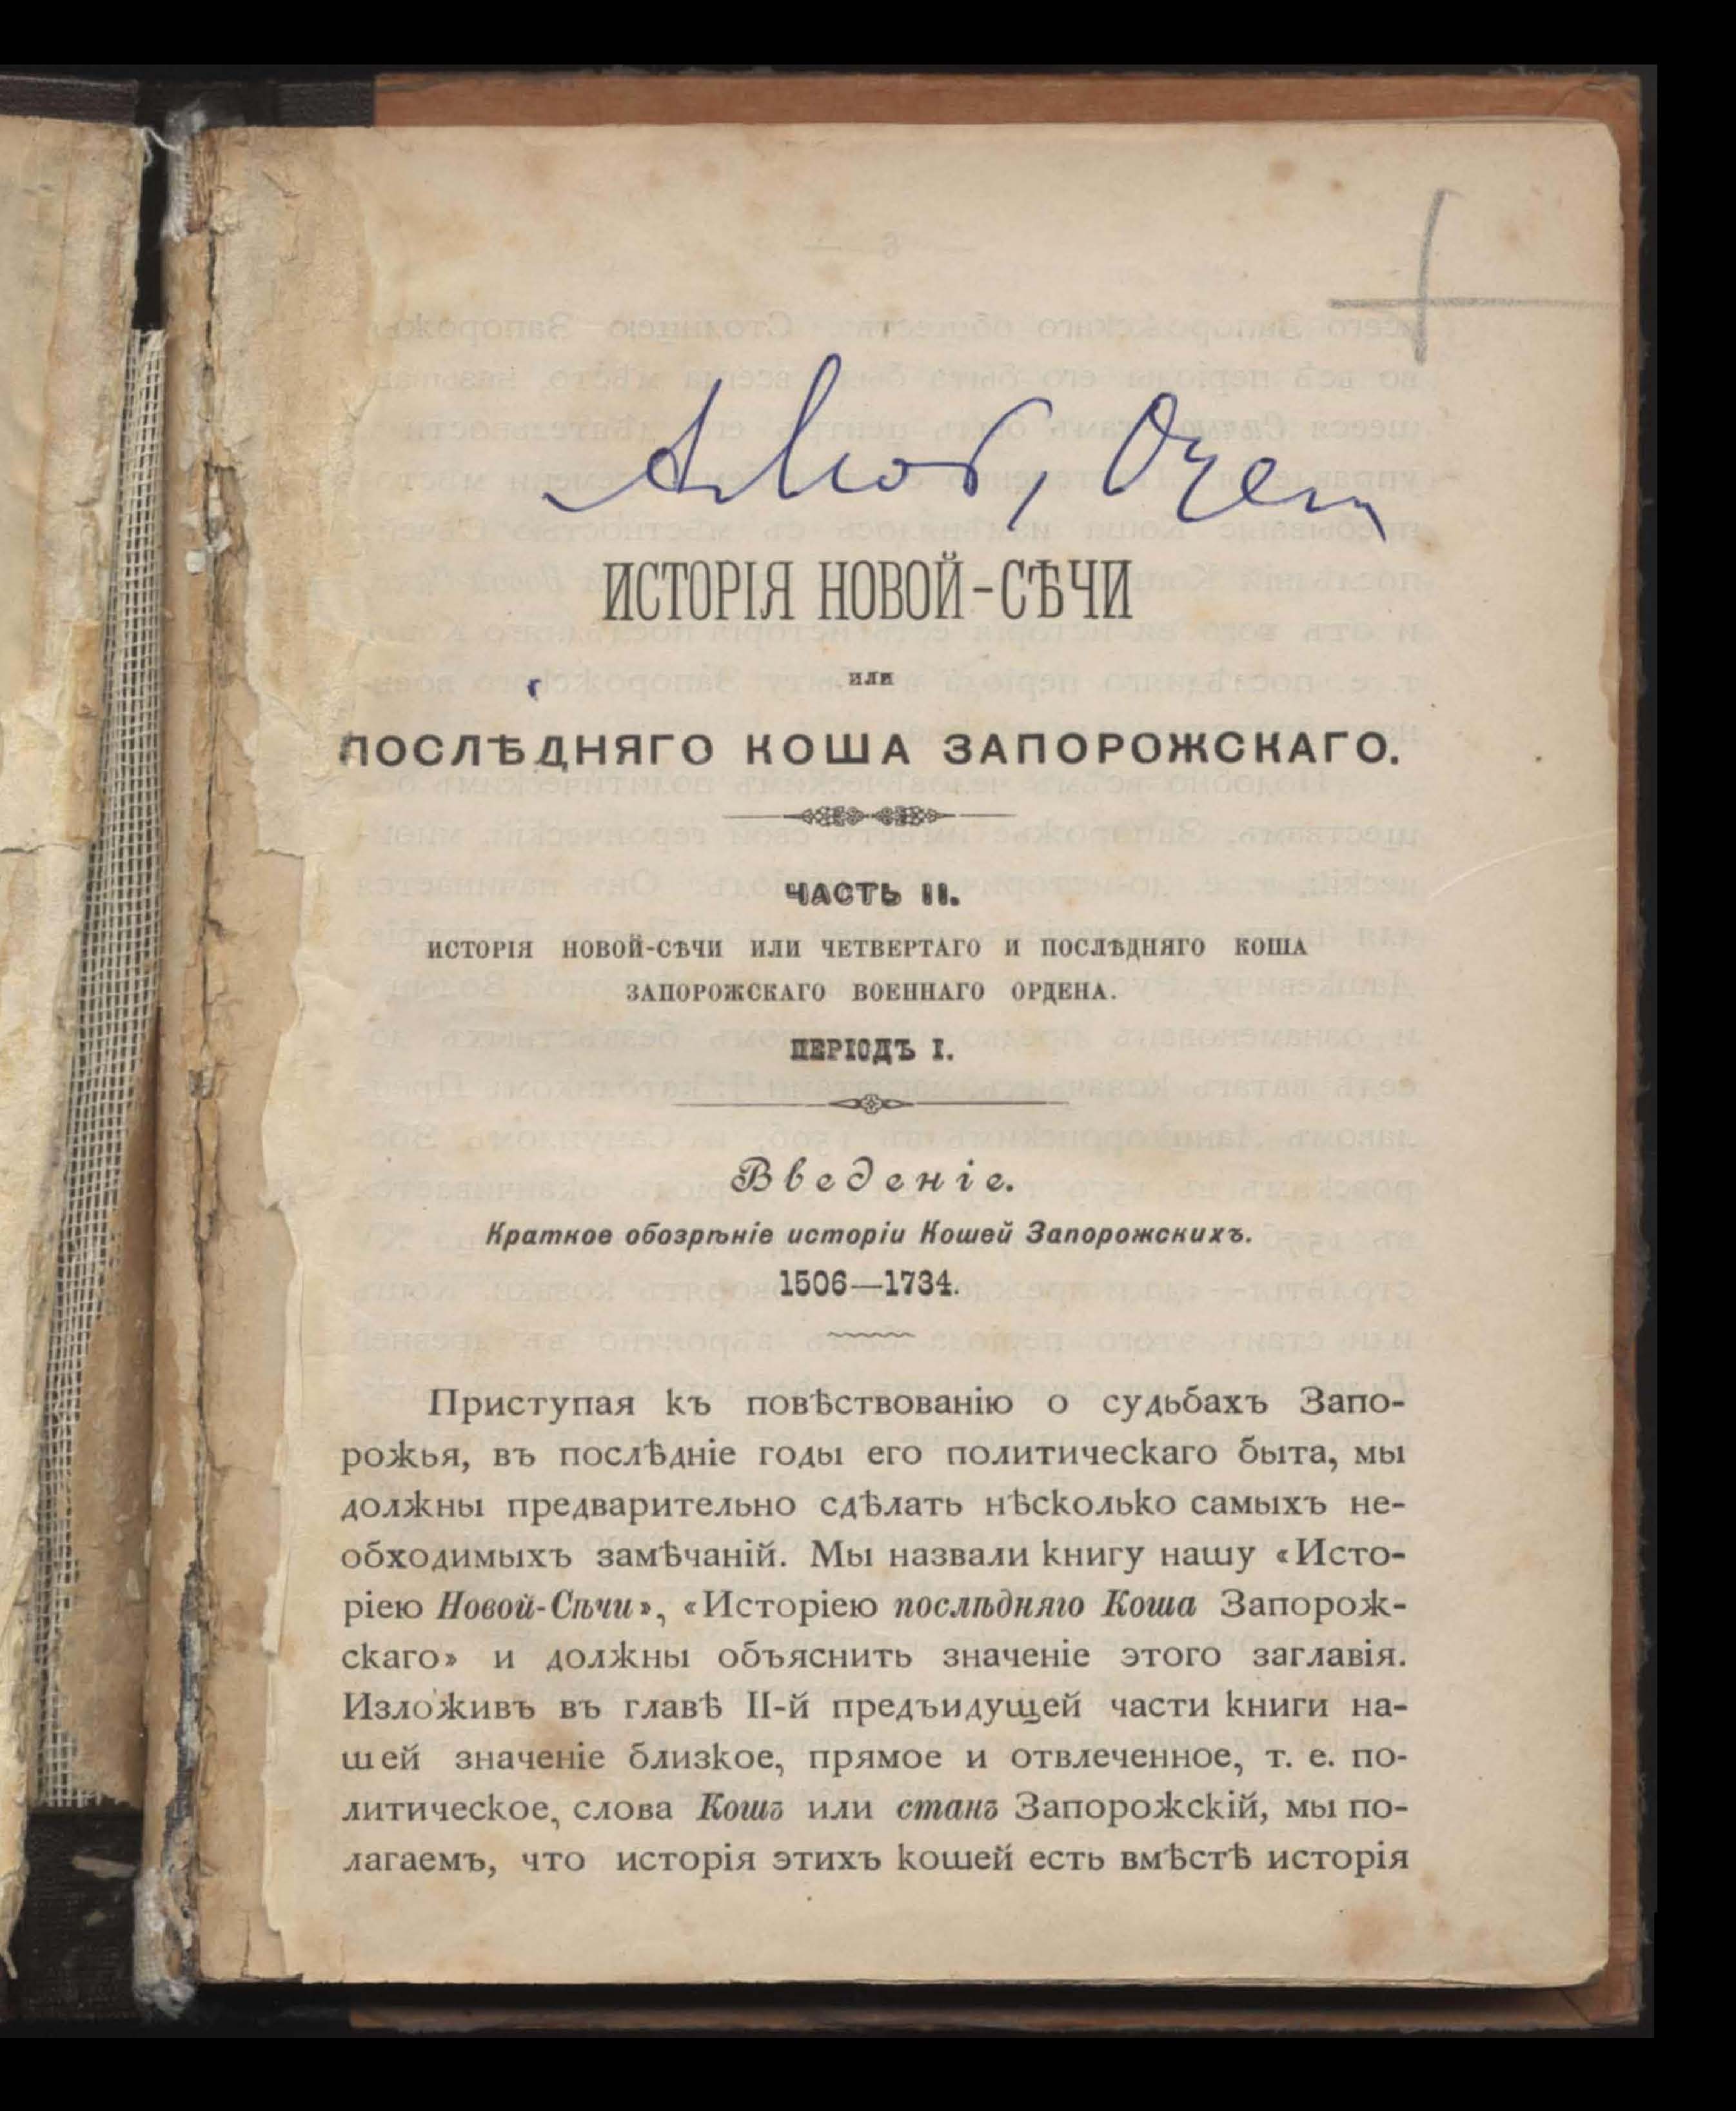 ИСТОРІЯ НОВОЙ-СѢЧИ
или
ПОСЛѢДНЯГО КОША ЗАПОРОЖСКАГО.
ЧАСТЬ II.
ИСТОРІЯ НОВОЙ-СѢЧИ ИЛИ ЧЕТВЕРТАГО И ПОСЛѢДНЯГО КОША
ЗАПОРОЖСКАГО ВОЕННАГО ОРДЕНА.
ПЕРІОДЪ I.
Введеніе.
Краткое обозрѣніе исторіи Кошей Запорожскихъ.
1506—1734.
Приступая къ повѣствованію о судьбахъ Запо-
рожья, въ послѣдніе годы его политическаго быта, мы
должны предварительно сдѣлать нѣсколько самыхъ не-
обходимыхъ замѣчаній. Мы назвали книгу нашу «Исто-
ріею Новой-Сѣчи», «Исторіею послѣдняго Коша Запорож-
скаго» и должны объяснить значеніе этого заглавія.
Изложивъ въ главѣ II-й предъидущей части книги на-
шей значеніе близкое, прямое и отвлеченное, т. е. по-
литическое, слова Кошъ или станъ Запорожскій, мы по-
лагаемъ, что исторія этихъ кошей есть вмѣстѣ исторія